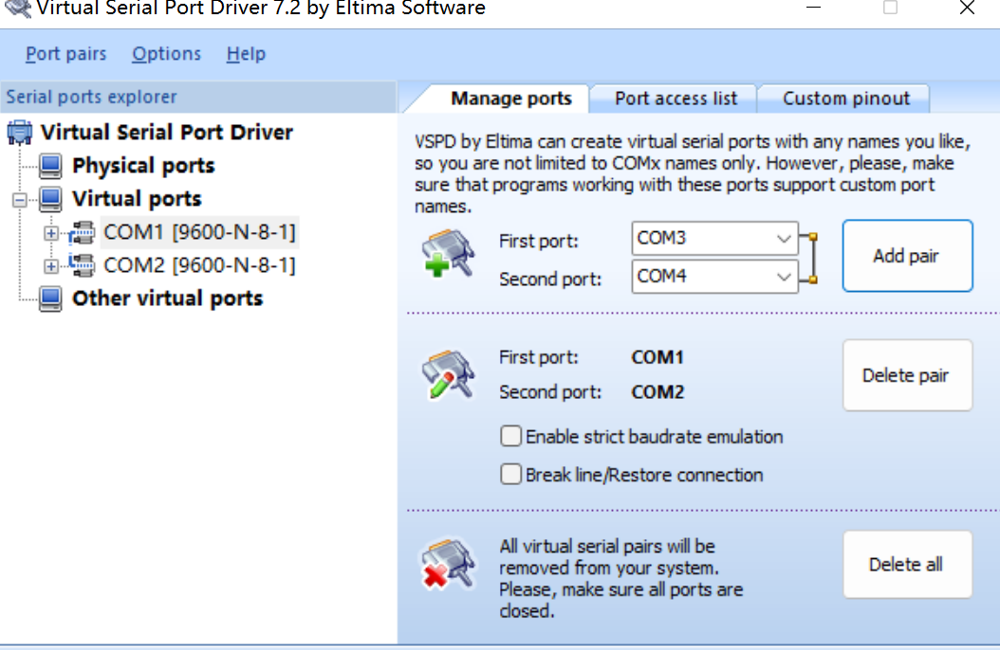 Virtual Serial Port Driver 7.2 by Eltima Software
Port pairs Options Help
Serial ports explorer
Virtual Serial Port Driver
Physical ports
Virtual ports
COM1 [9600-N-8-1]
COM2 [9600-N-8-1]
Other virtual ports
Manage ports Port access list Custom pinout
VSPD by Eltima can create virtual serial ports with any names you like,
so you are not limited to COMx names only. However, please, make
sure that programs working with these ports support custom port
names.
First port: COM3
Second port: COM4
Add pair
First port: COM1
Second port: COM2
Delete pair
Enable strict baudrate emulation
Break line/Restore connection
All virtual serial pairs will be
removed from your system.
Please, make sure all ports are
closed.
Delete all